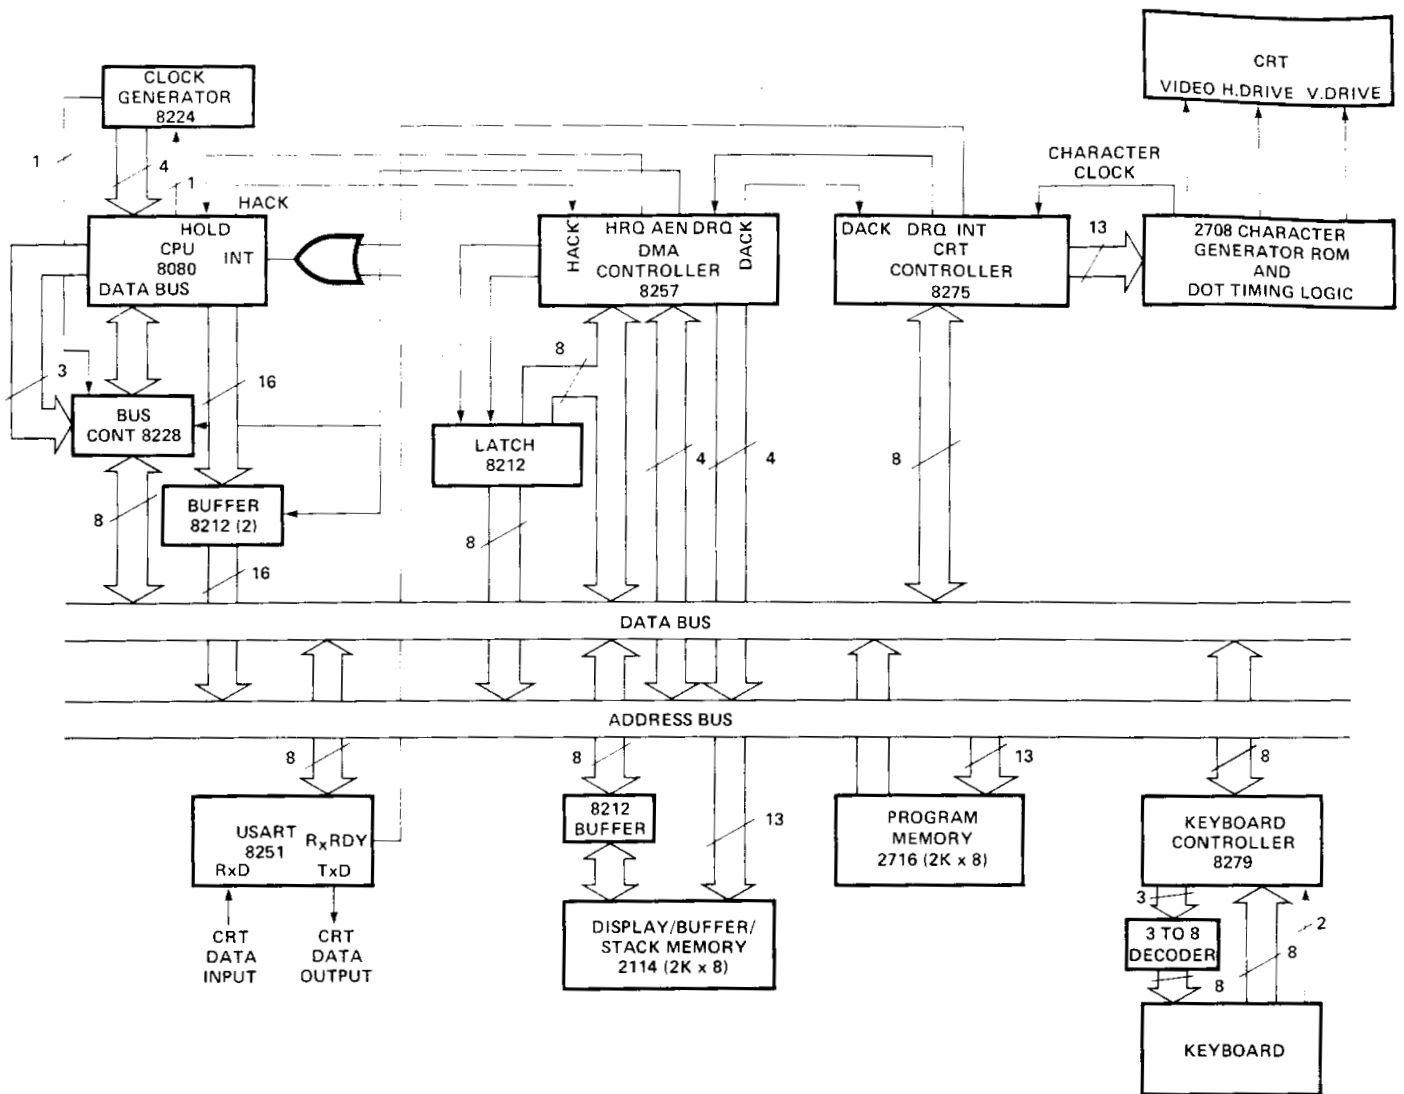 CRT
VIDEO H.DRIVE V.DRIVE
CLOCK
GENERATOR
8224
1
4
1
HACK
CHARACTER
CLOCK
HOLD
CPU
8080
INT
DATA BUS
HACK
HRQ AEN DRQ
DMA
CONTROLLER
8257
DACK
DACK DRQ INT
CRT
CONTROLLER
8275
13
2708 CHARACTER
GENERATOR ROM
AND
DOT TIMING LOGIC
3
16
8
BUS
CONT 8228
LATCH
8212
4
4
8
8
BUFFER
8212 (2)
8
16
DATA BUS
ADDRESS BUS
8
8
13
8
USART
8251
RxRDY
RxD
TxD
8212
BUFFER
13
PROGRAM
MEMORY
2716 (2K x 8)
KEYBOARD
CONTROLLER
8279
CRT
DATA
INPUT
CRT
DATA
OUTPUT
DISPLAY/BUFFER/
STACK MEMORY
2114 (2K x 8)
3
3 TO 8
DECODER
2
8
8
KEYBOARD